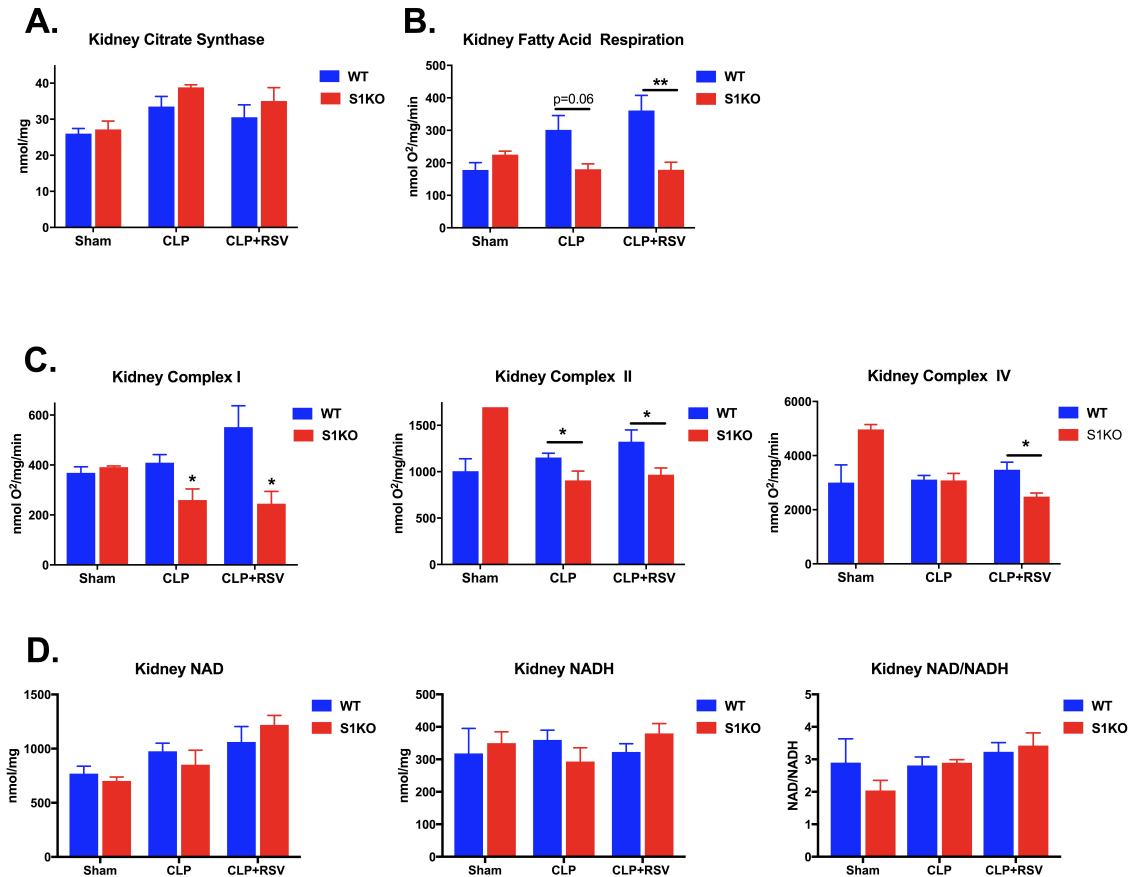 A.
Kidney Citrate Synthase
nmol/mg
40
30
20
10
0
Sham
CLP
CLP+RSV
WT
S1KO
B.
Kidney Fatty Acid Respiration
nmol O²/mg/min
500
400
300
200
100
0
p=0.06
**
Sham
CLP
CLP+RSV
WT
S1KO
C.
Kidney Complex I
nmol O²/mg/min
600
400
200
0
*
*
Sham
CLP
CLP+RSV
WT
S1KO
Kidney Complex II
nmol O²/mg/min
1500
1000
500
0
*
*
Sham
CLP
CLP+RSV
WT
S1KO
Kidney Complex IV
nmol O²/mg/min
6000
4000
2000
0
*
Sham
CLP
CLP+RSV
WT
S1KO
D.
Kidney NAD
nmol/mg
1500
1000
500
0
Sham
CLP
CLP+RSV
WT
S1KO
Kidney NADH
nmol/mg
500
400
300
200
100
0
Sham
CLP
CLP+RSV
WT
S1KO
Kidney NAD/NADH
NAD/NADH
5
4
3
2
1
0
Sham
CLP
CLP+RSV
WT
S1KO